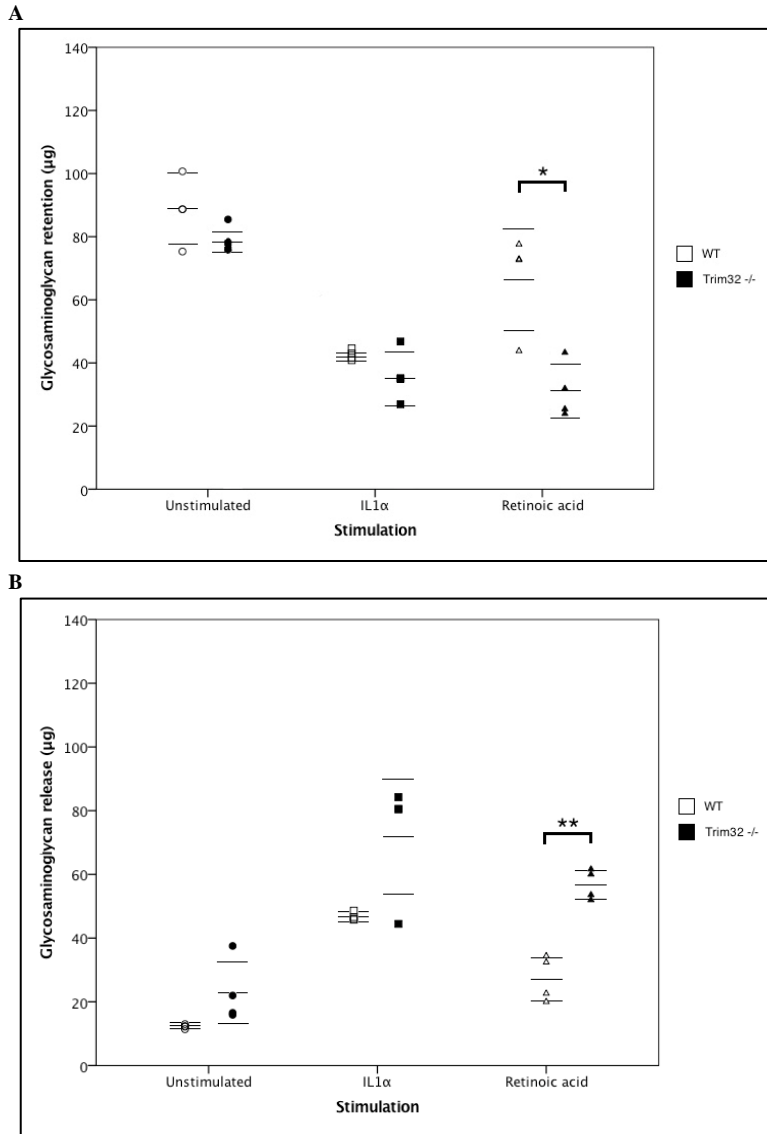 A
140
120
100
80
60
40
20
0
Glycosaminoglycan retention (μg)
*
Unstimulated IL1α Retinoic acid
Stimulation
WT
Trim32 -/-
B
140
120
100
80
60
40
20
0
Glycosaminoglycan release (μg)
**
Unstimulated IL1α Retinoic acid
Stimulation
WT
Trim32 -/-